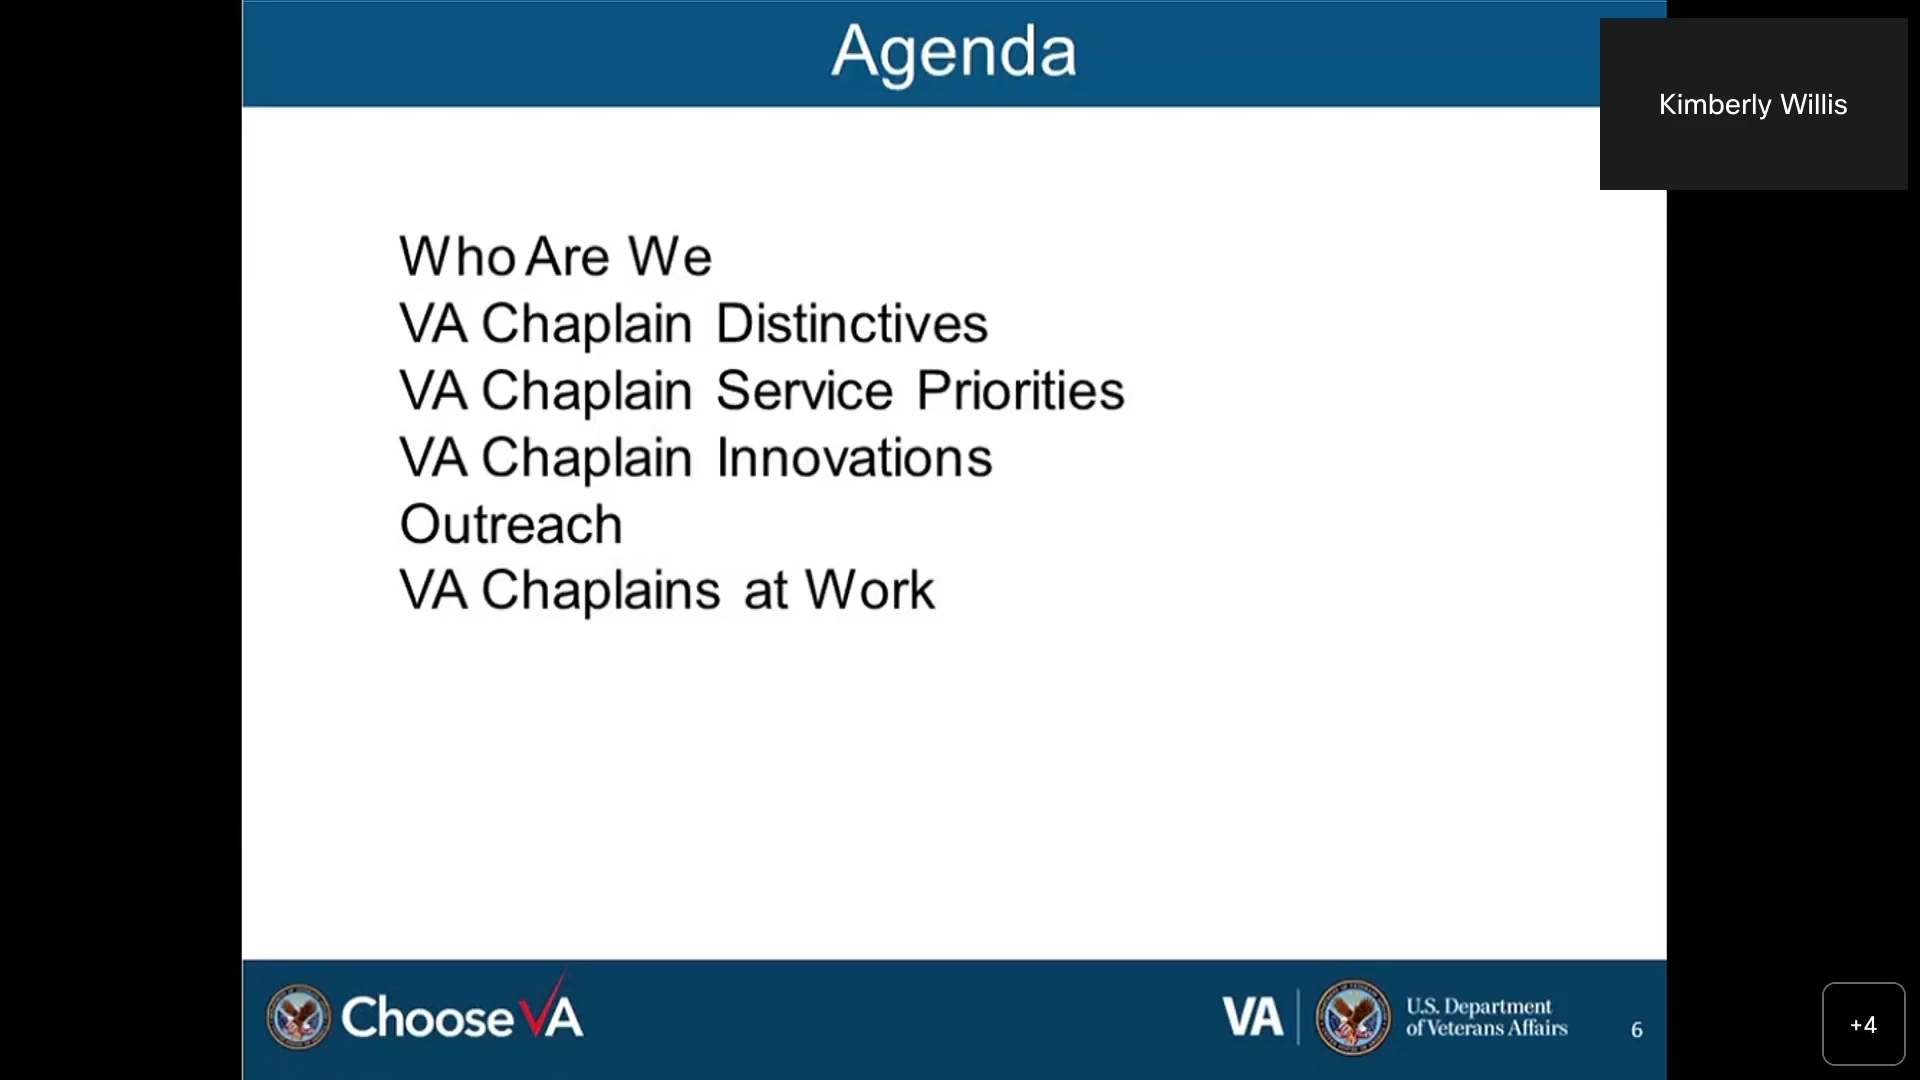 Agenda
Kimberly Willis
Who Are We
VA Chaplain Distinctives
VA Chaplain Service Priorities
VA Chaplain Innovations
Outreach
VA Chaplains at Work
Choose VA
VA
U.S. Department
of Veterans Affairs
6
+4